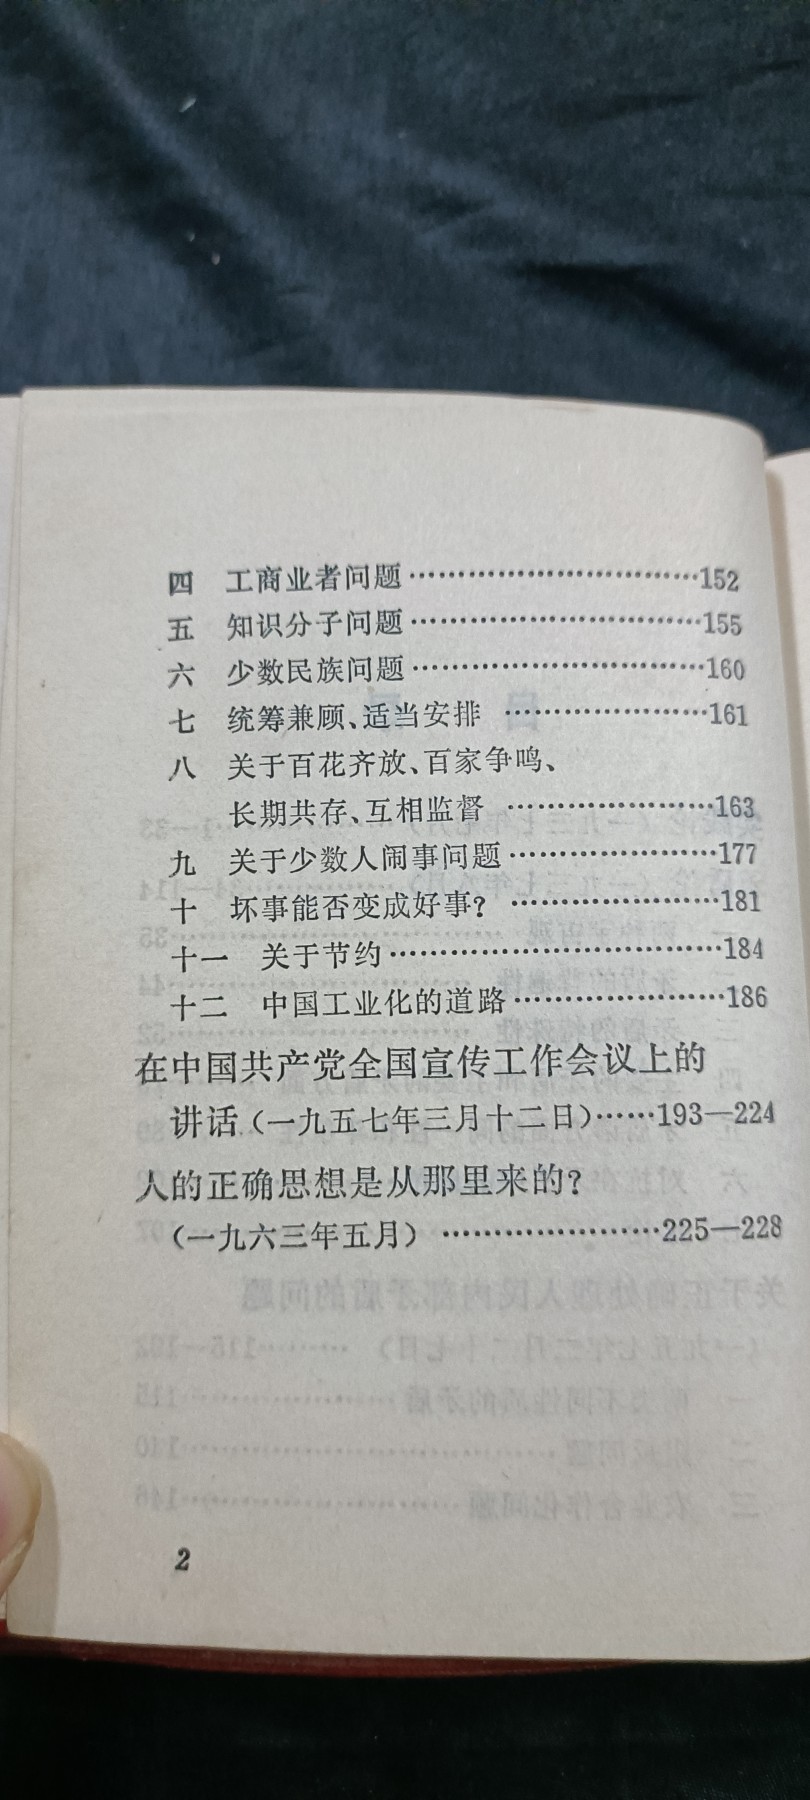 四 工商业者问题…………………………152
五 知识分子问题…………………………155
六 少数民族问题…………………………160
七 统筹兼顾、适当安排 …………………161
八 关于百花齐放、百家争鸣、
长期共存、互相监督 …………………163
九 关于少数人闹事问题…………………177
十 坏事能否变成好事? …………………181
十一 关于节约……………………………184
十二 中国工业化的道路…………………186
在中国共产党全国宣传工作会议上的
讲话(一九五七年三月十二日)……193—224
人的正确思想是从那里来的?
(一九六三年五月) …………………225—228
2